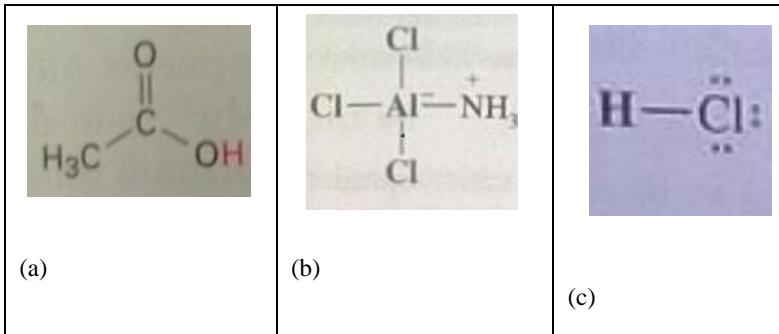 O
C
H₃C
OH
(a)
Cl
+
Cl—Al⁻—NH₃
Cl
(b)
H—Cl:
(c)